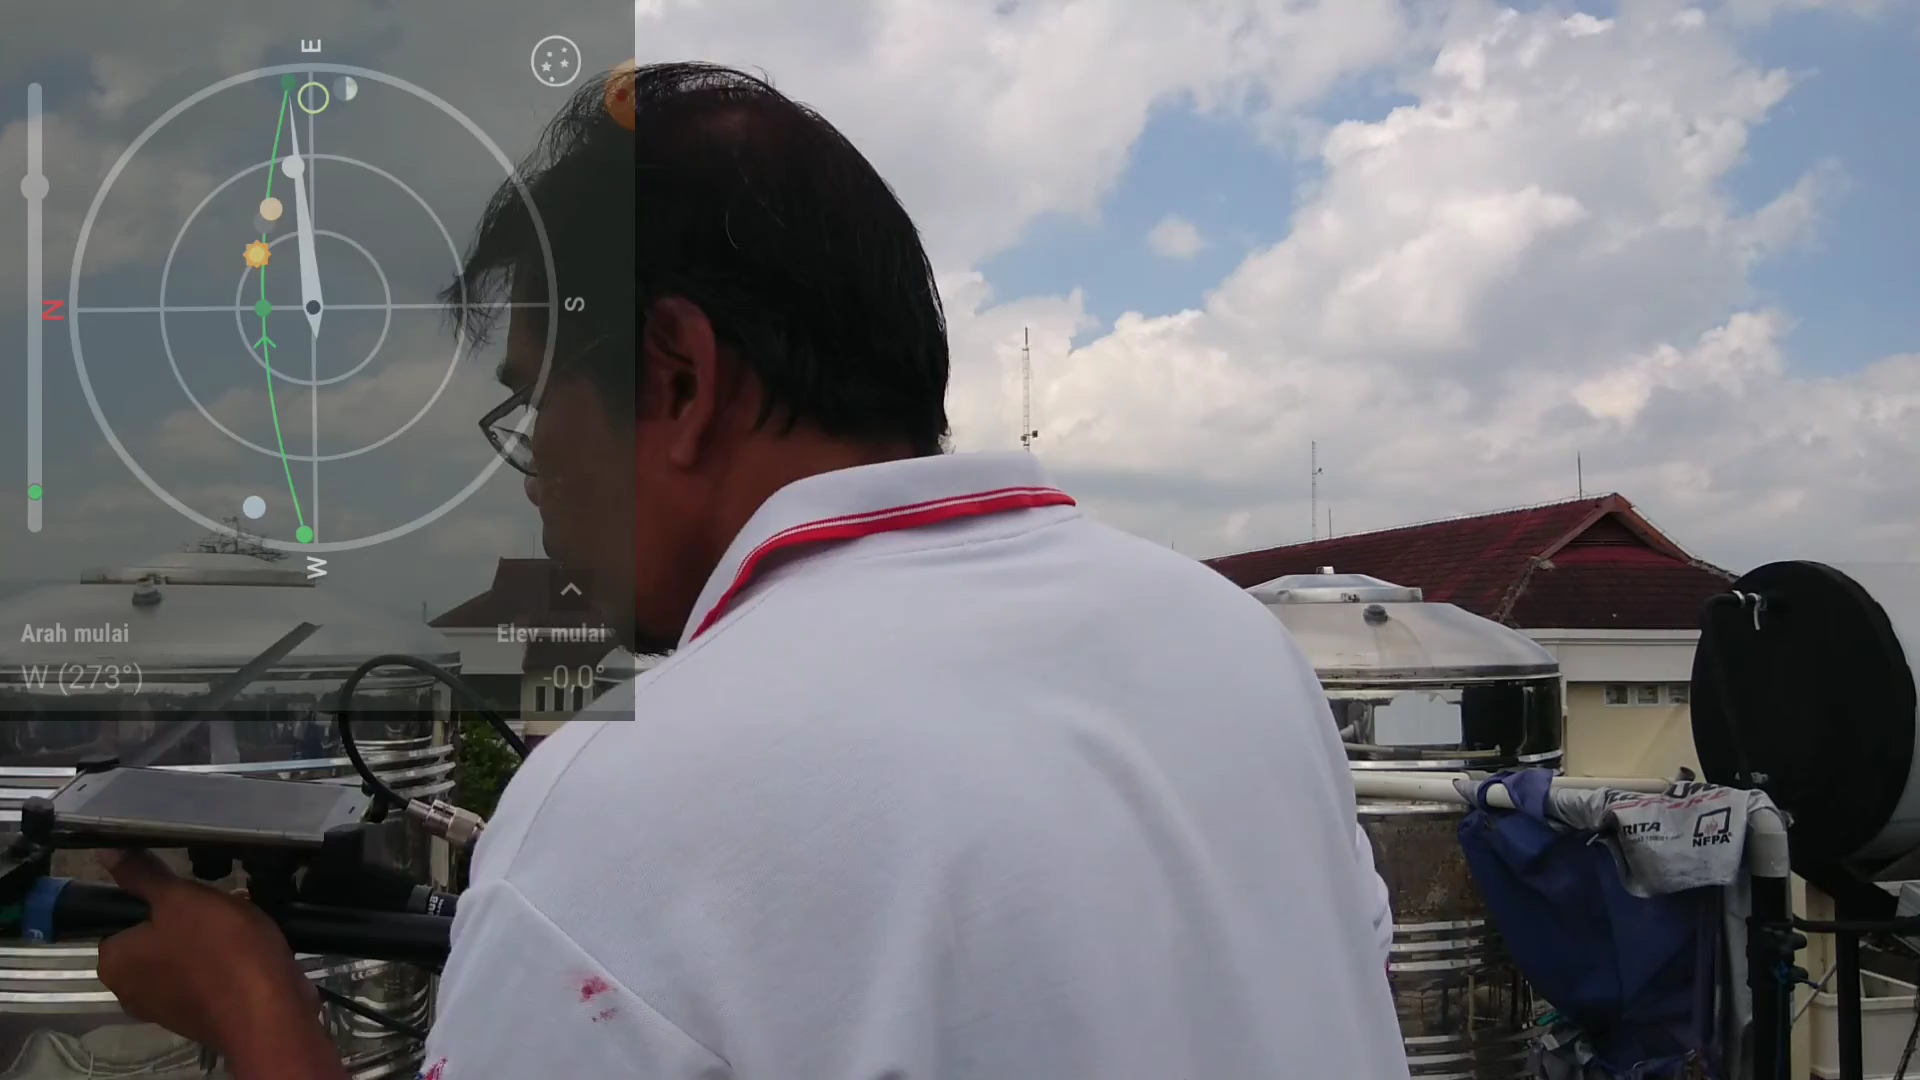 E
N
S
W
Arah mulai
Elev. mulai
W (273°)
-0,0°
RITA
NFPA